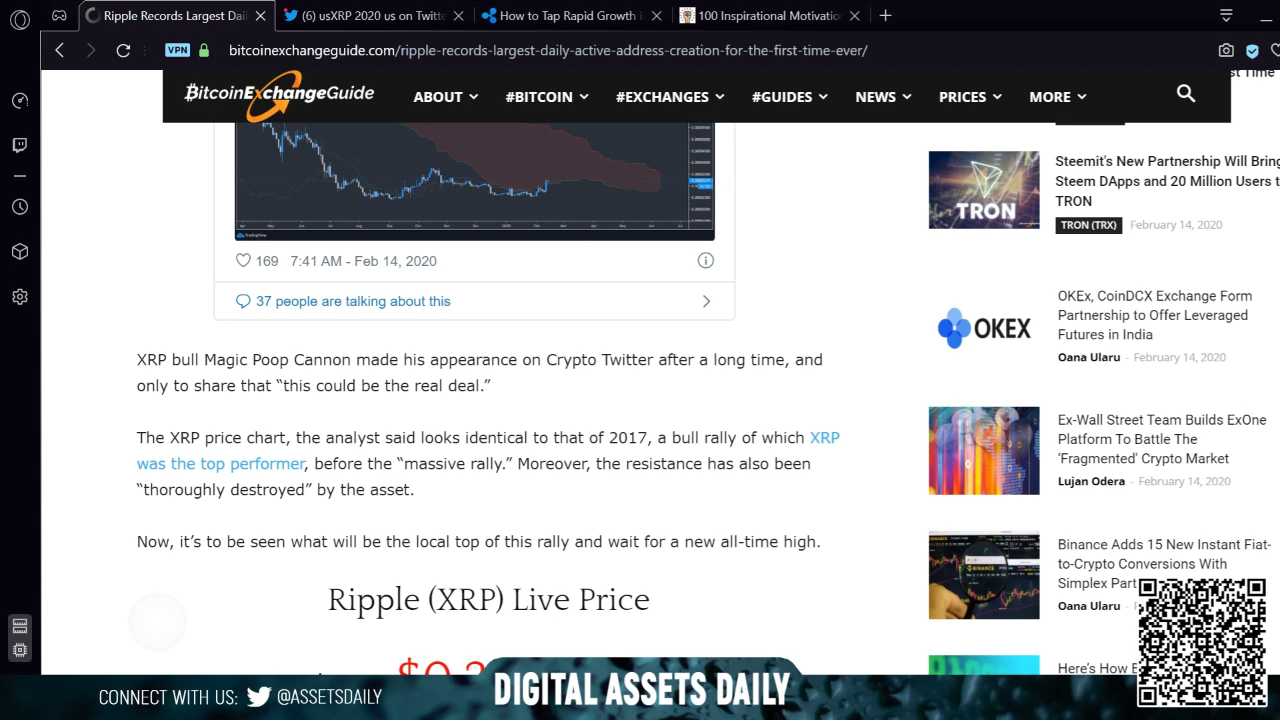 Ripple Records Largest Dai
(6) usXRP 2020 us on Twitte
How to Tap Rapid Growth i
100 Inspirational Motivatio
VPN
bitcoinexchangeguide.com/ripple-records-largest-daily-active-address-creation-for-the-first-time-ever/
BitcoinExchangeGuide
ABOUT
#BITCOIN
#EXCHANGES
#GUIDES
NEWS
PRICES
MORE
st Time
TradingView
169 7:41 AM - Feb 14, 2020
37 people are talking about this
XRP bull Magic Poop Cannon made his appearance on Crypto Twitter after a long time, and
only to share that “this could be the real deal.”
The XRP price chart, the analyst said looks identical to that of 2017, a bull rally of which XRP
was the top performer, before the “massive rally.” Moreover, the resistance has also been
“thoroughly destroyed” by the asset.
Now, it’s to be seen what will be the local top of this rally and wait for a new all-time high.
Ripple (XRP) Live Price
$0.2
TRON
Steemit's New Partnership Will Bring
Steem DApps and 20 Million Users t
TRON
TRON (TRX) February 14, 2020
OKEX
OKEx, CoinDCX Exchange Form
Partnership to Offer Leveraged
Futures in India
Oana Ularu - February 14, 2020
Ex-Wall Street Team Builds ExOne
Platform To Battle The
‘Fragmented’ Crypto Market
Lujan Odera - February 14, 2020
BINANCE
Binance Adds 15 New Instant Fiat-
to-Crypto Conversions With
Simplex Part
Oana Ularu -
Here’s How E
CONNECT WITH US: @ASSETSDAILY
DIGITAL ASSETS DAILY